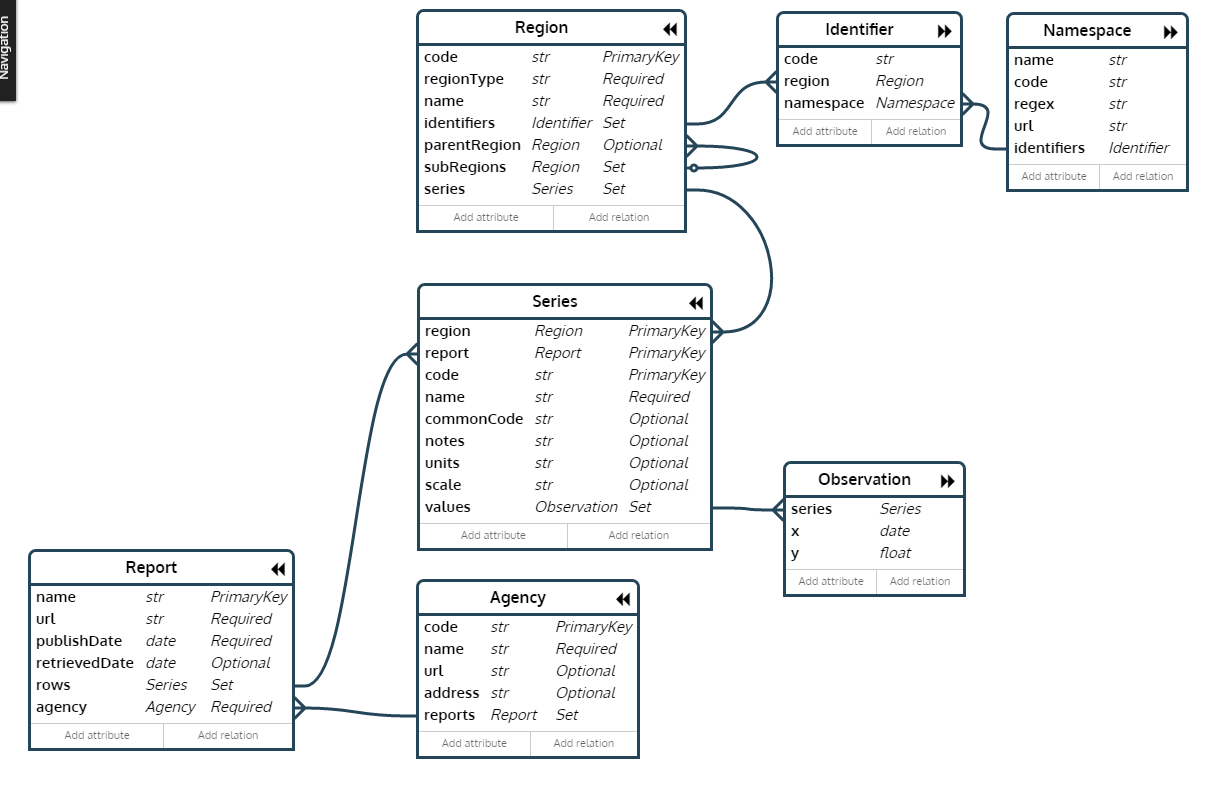 Navigation
Region
code str PrimaryKey
regionType str Required
name str Required
identifiers Identifier Set
parentRegion Region Optional
subRegions Region Set
series Series Set
Add attribute Add relation
Identifier
code str
region Region
namespace Namespace
Add attribute Add relation
Namespace
name str
code str
regex str
url str
identifiers Identifier
Add attribute Add relation
Series
region Region PrimaryKey
report Report PrimaryKey
code str PrimaryKey
name str Required
commonCode str Optional
notes str Optional
units str Optional
scale str Optional
values Observation Set
Add attribute Add relation
Observation
series Series
x date
y float
Add attribute Add relation
Report
name str PrimaryKey
url str Required
publishDate date Required
retrievedDate date Optional
rows Series Set
agency Agency Required
Add attribute Add relation
Agency
code str PrimaryKey
name str Required
url str Optional
address str Optional
reports Report Set
Add attribute Add relation